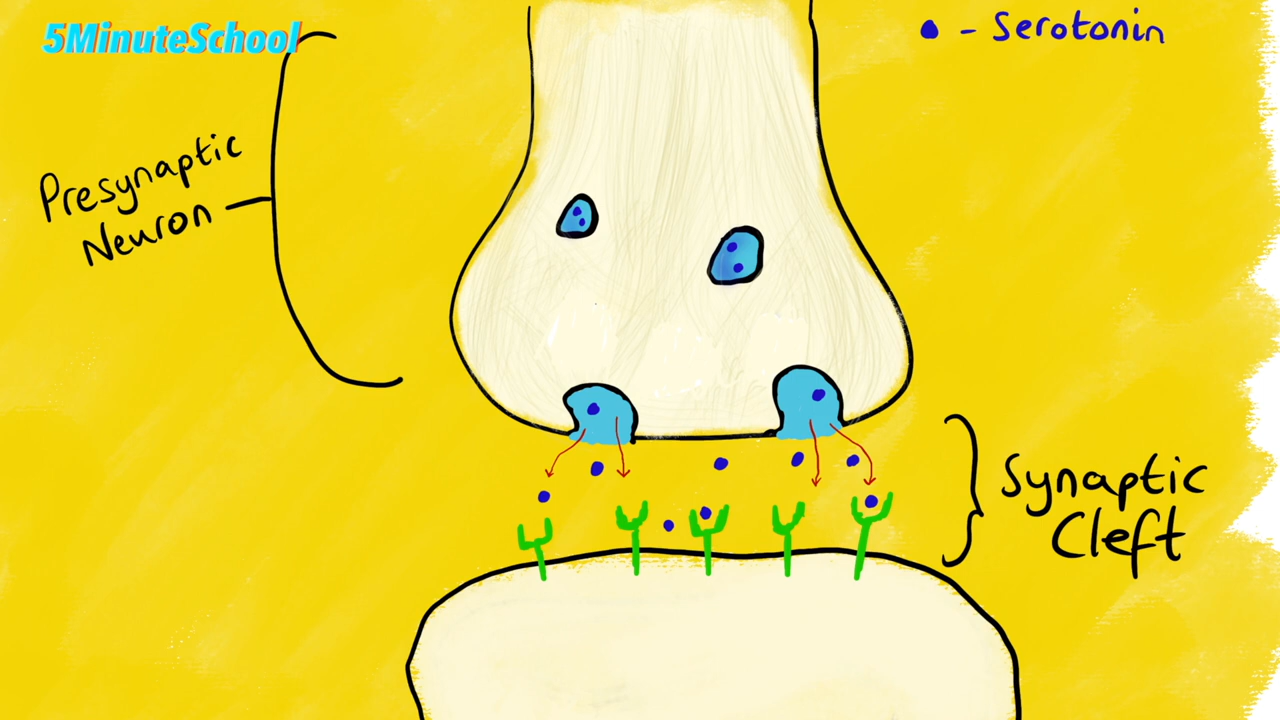 5MinuteSchool
- Serotonin
Presynaptic
Neuron
Synaptic
Cleft